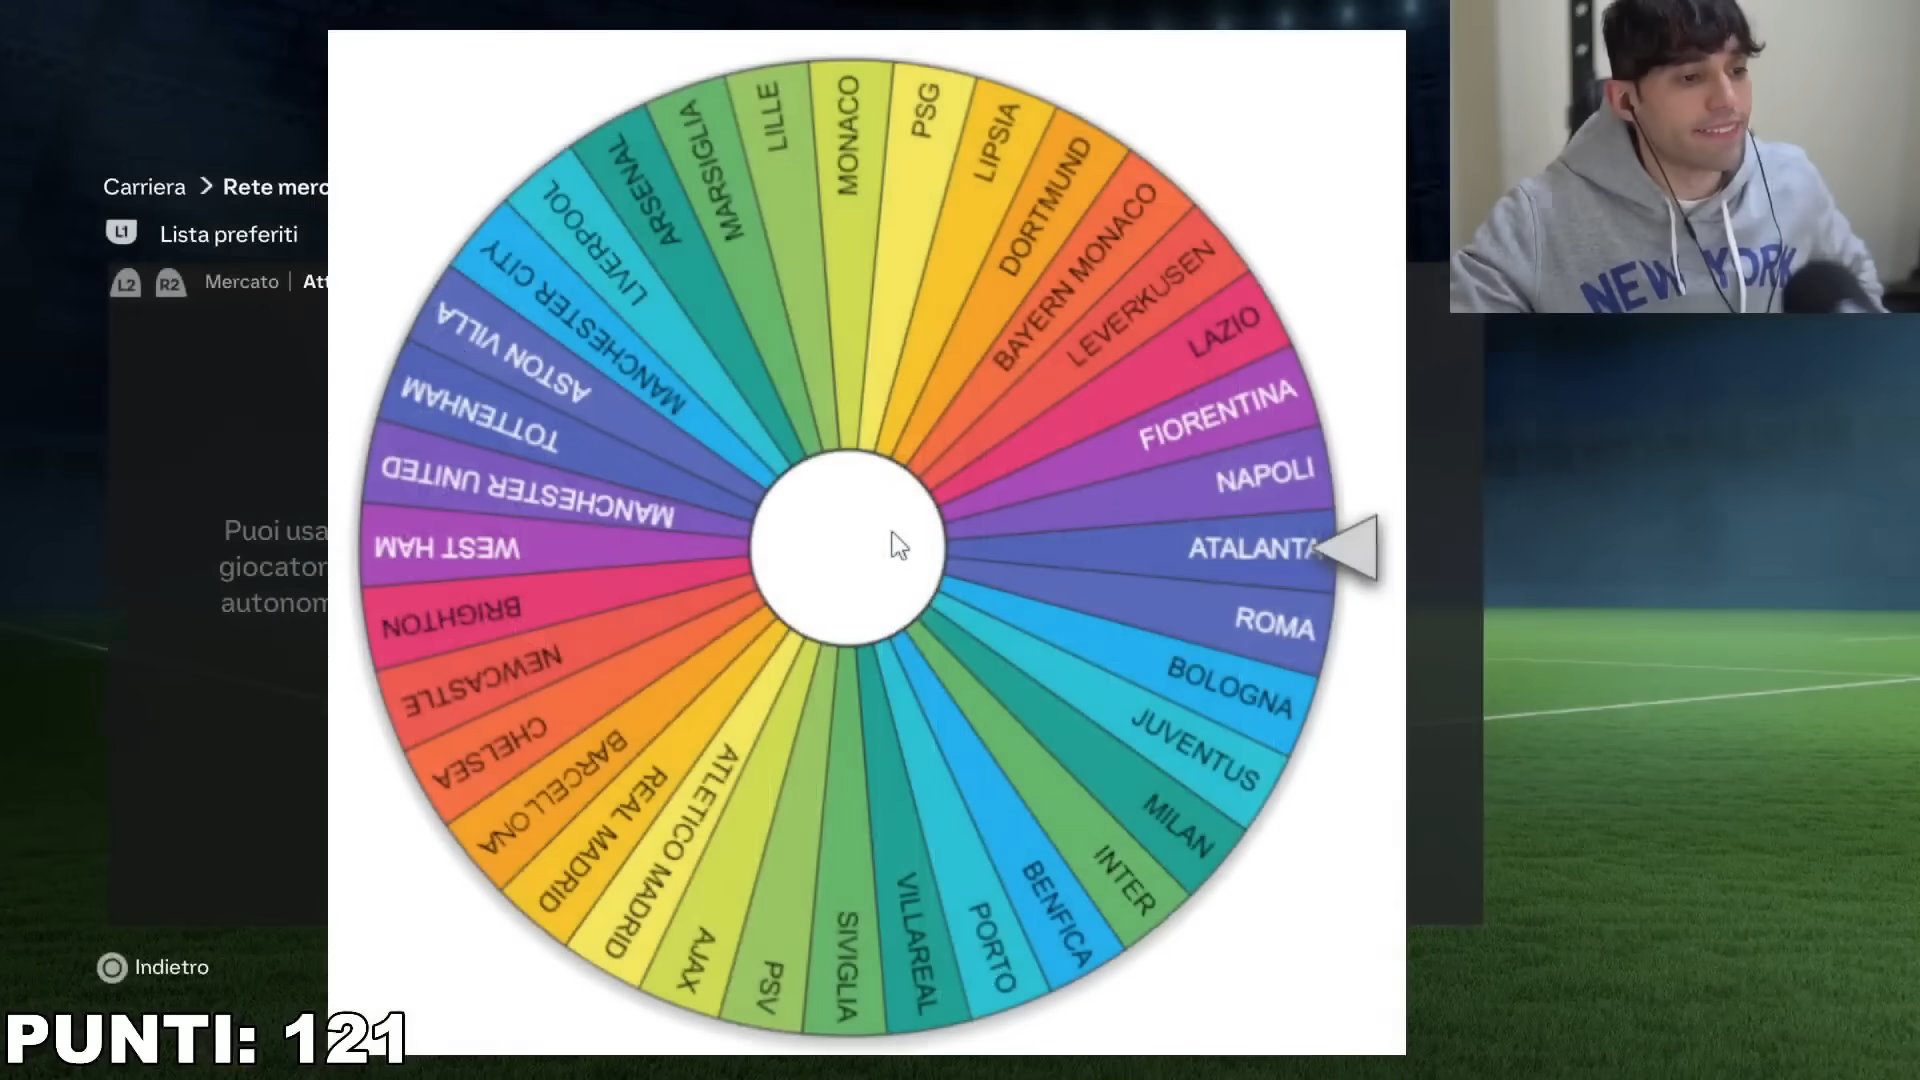 Carriera > Rete merc
L1 Lista preferiti
L2 R2 Mercato | Att
Puoi usa
giocator
autonom
Indietro
PUNTI: 121
MONACO
PSG
LIPSIA
DORTMUND
BAYERN MONACO
LEVERKUSEN
LAZIO
FIORENTINA
NAPOLI
ATALANTA
ROMA
BOLOGNA
JUVENTUS
MILAN
INTER
BENFICA
PORTO
VILLAREAL
SIVIGLIA
PSV
AJAX
ATLETICO MADRID
REAL MADRID
BARCELLONA
CHELSEA
NEWCASTLE
BRIGHTON
WEST HAM
MANCHESTER UNITED
TOTTENHAM
ASTON VILLA
MANCHESTER CITY
LIVERPOOL
ARSENAL
MARSIGLIA
LILLE
NEW YORK